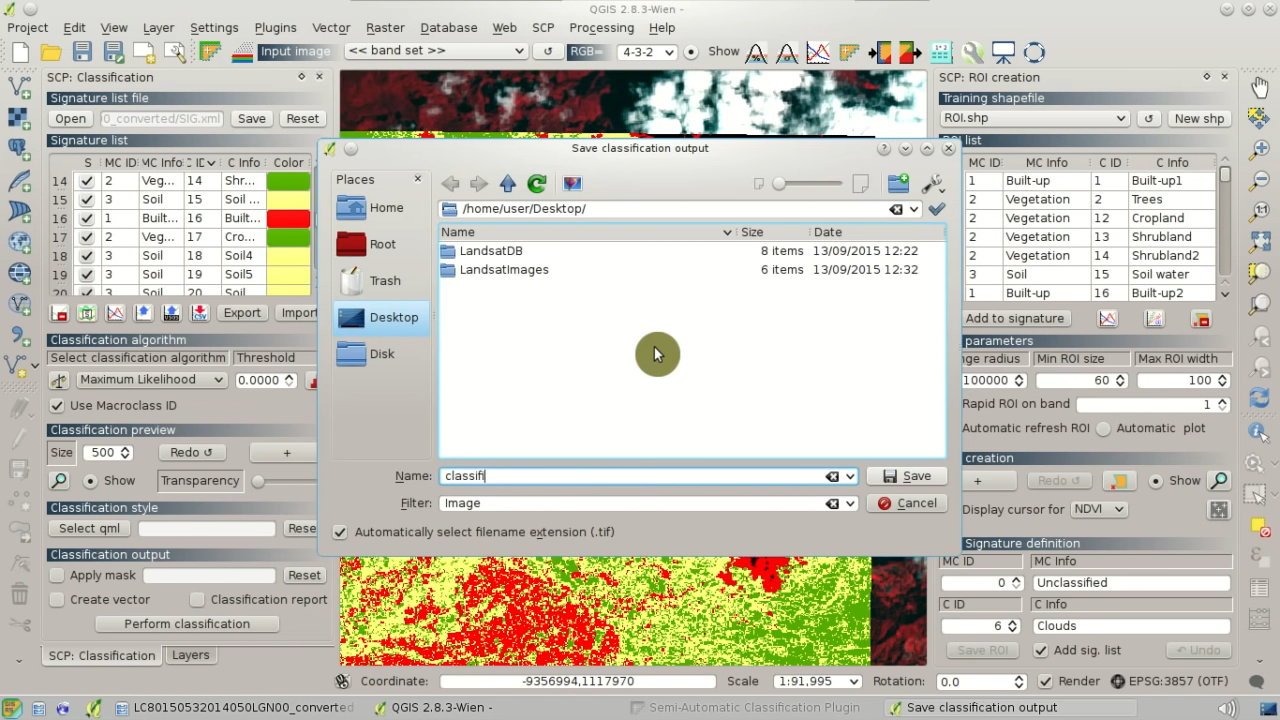 QGIS 2.8.3-Wien -
Project Edit View Layer Settings Plugins Vector Raster Database Web SCP Processing Help
Input image << band set >> RGB= 4-3-2 Show
SCP: Classification
Signature list file
Open 0_converted/SIG.xml Save Reset
Signature list
S MC ID MC Info C ID C Info Color
14 2 Veg... 14 Shr...
15 3 Soil 15 Soil ...
16 1 Built... 16 Built...
17 2 Veg... 17 Cro...
18 3 Soil 18 Soil4
19 3 Soil 19 Soil5
20 3 Soil 20 Soil...
Export Import
Classification algorithm
Select classification algorithm Threshold
Maximum Likelihood 0.0000
Use Macroclass ID
Classification preview
Size 500 Redo ↺ +
Show Transparency
Classification style
Select qml Rese
Classification output
Apply mask Reset
Create vector Classification report
Perform classification
SCP: Classification Layers
Save classification output
Places
Home
Root
Trash
Desktop
Disk
/home/user/Desktop/
Name Size Date
LandsatDB 8 items 13/09/2015 12:22
LandsatImages 6 items 13/09/2015 12:32
Name: classifi Save
Filter: Image Cancel
Automatically select filename extension (.tif)
SCP: ROI creation
Training shapefile
ROI.shp New shp
ROI list
MC ID MC Info C ID C Info
1 Built-up 1 Built-up1
2 Vegetation 2 Trees
2 Vegetation 12 Cropland
2 Vegetation 13 Shrubland
2 Vegetation 14 Shrubland2
3 Soil 15 Soil water
1 Built-up 16 Built-up2
Add to signature
parameters
nge radius Min ROI size Max ROI width
100000 60 100
Rapid ROI on band 1
Automatic refresh ROI Automatic plot
creation
+ Redo ↺ Show
Display cursor for NDVI
Signature definition
MC ID MC Info
0 Unclassified
C ID C Info
6 Clouds
Save ROI Add sig. list Undo
Coordinate: -9356994,1117970 Scale 1:91,995 Rotation: 0.0 Render EPSG:3857 (OTF)
LC80150532014050LGN00_converted QGIS 2.8.3-Wien - Semi-Automatic Classification Plugin Save classification output